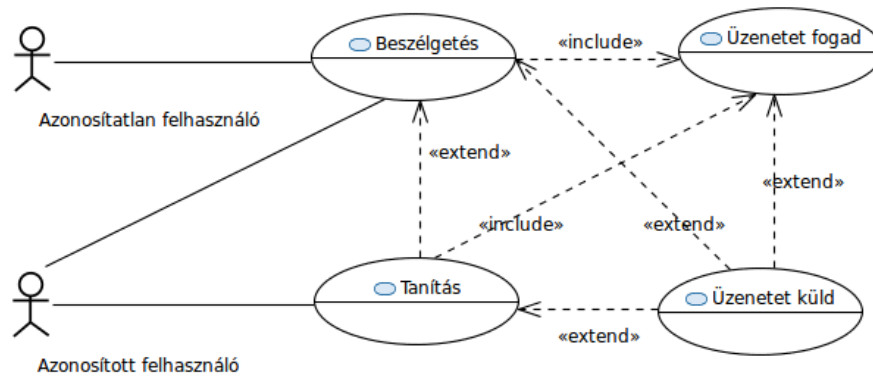 Beszélgetés
«include»
Üzenetet fogad
Azonosítatlan felhasználó
«extend»
«extend»
«include»
«extend»
Tanítás
Üzenetet küld
«extend»
Azonosított felhasználó